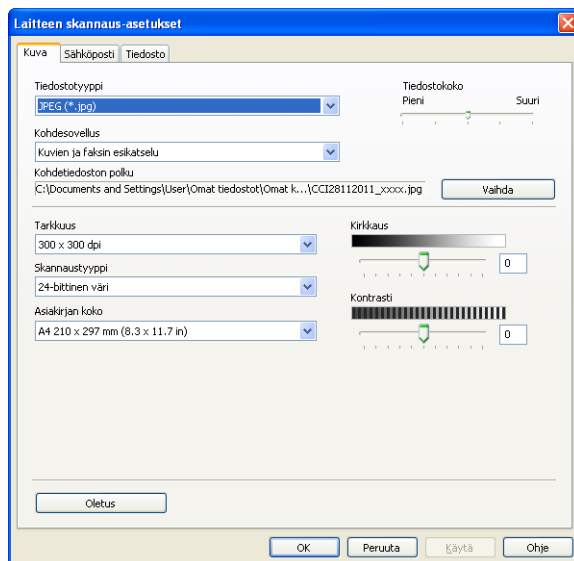 Laitteen skannaus-asetukset
Kuva Sähköposti Tiedosto
Tiedostotyyppi
JPEG (*.jpg)
Tiedostokoko
Pieni Suuri
Kohdesovellus
Kuvien ja faksin esikatselu
Kohdetiedoston polku
C:\Documents and Settings\User\Omat tiedostot\Omat k...\CCI28112011_xxxx.jpg
Vaihda
Tarkkuus
300 x 300 dpi
Skannaustyyppi
24-bittinen väri
Asiakirjan koko
A4 210 x 297 mm (8.3 x 11.7 in)
Kirkkaus
0
Kontrasti
0
Oletus
OK Peruuta Käytä Ohje